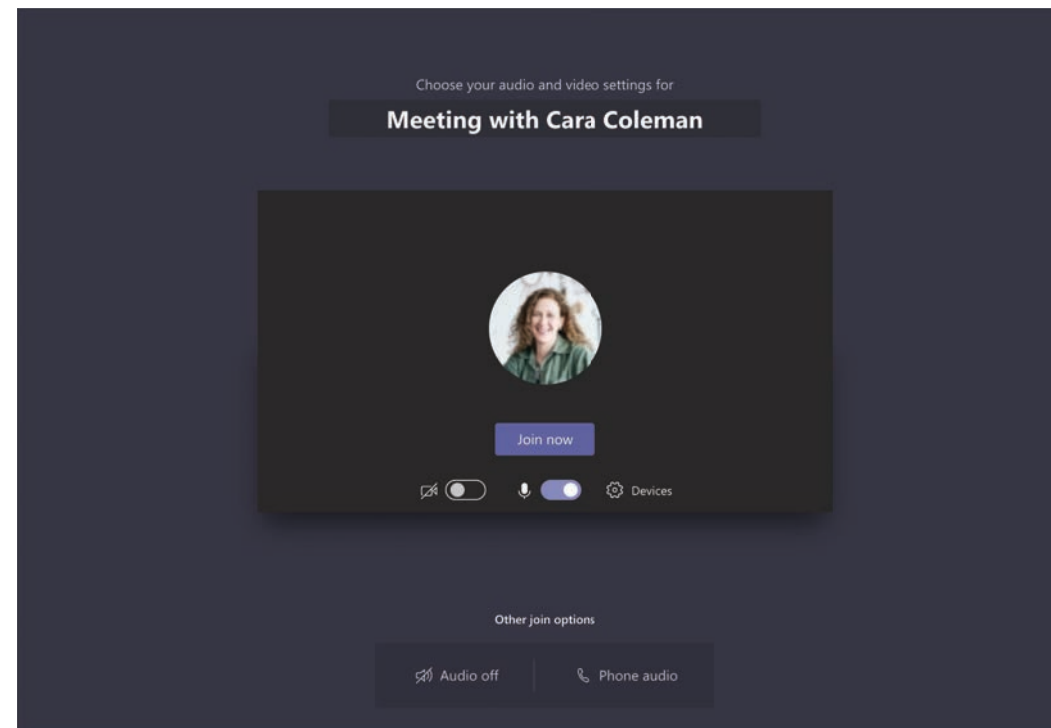 Choose your audio and video settings for
Meeting with Cara Coleman
Join now
Devices
Other join options
Audio off
Phone audio